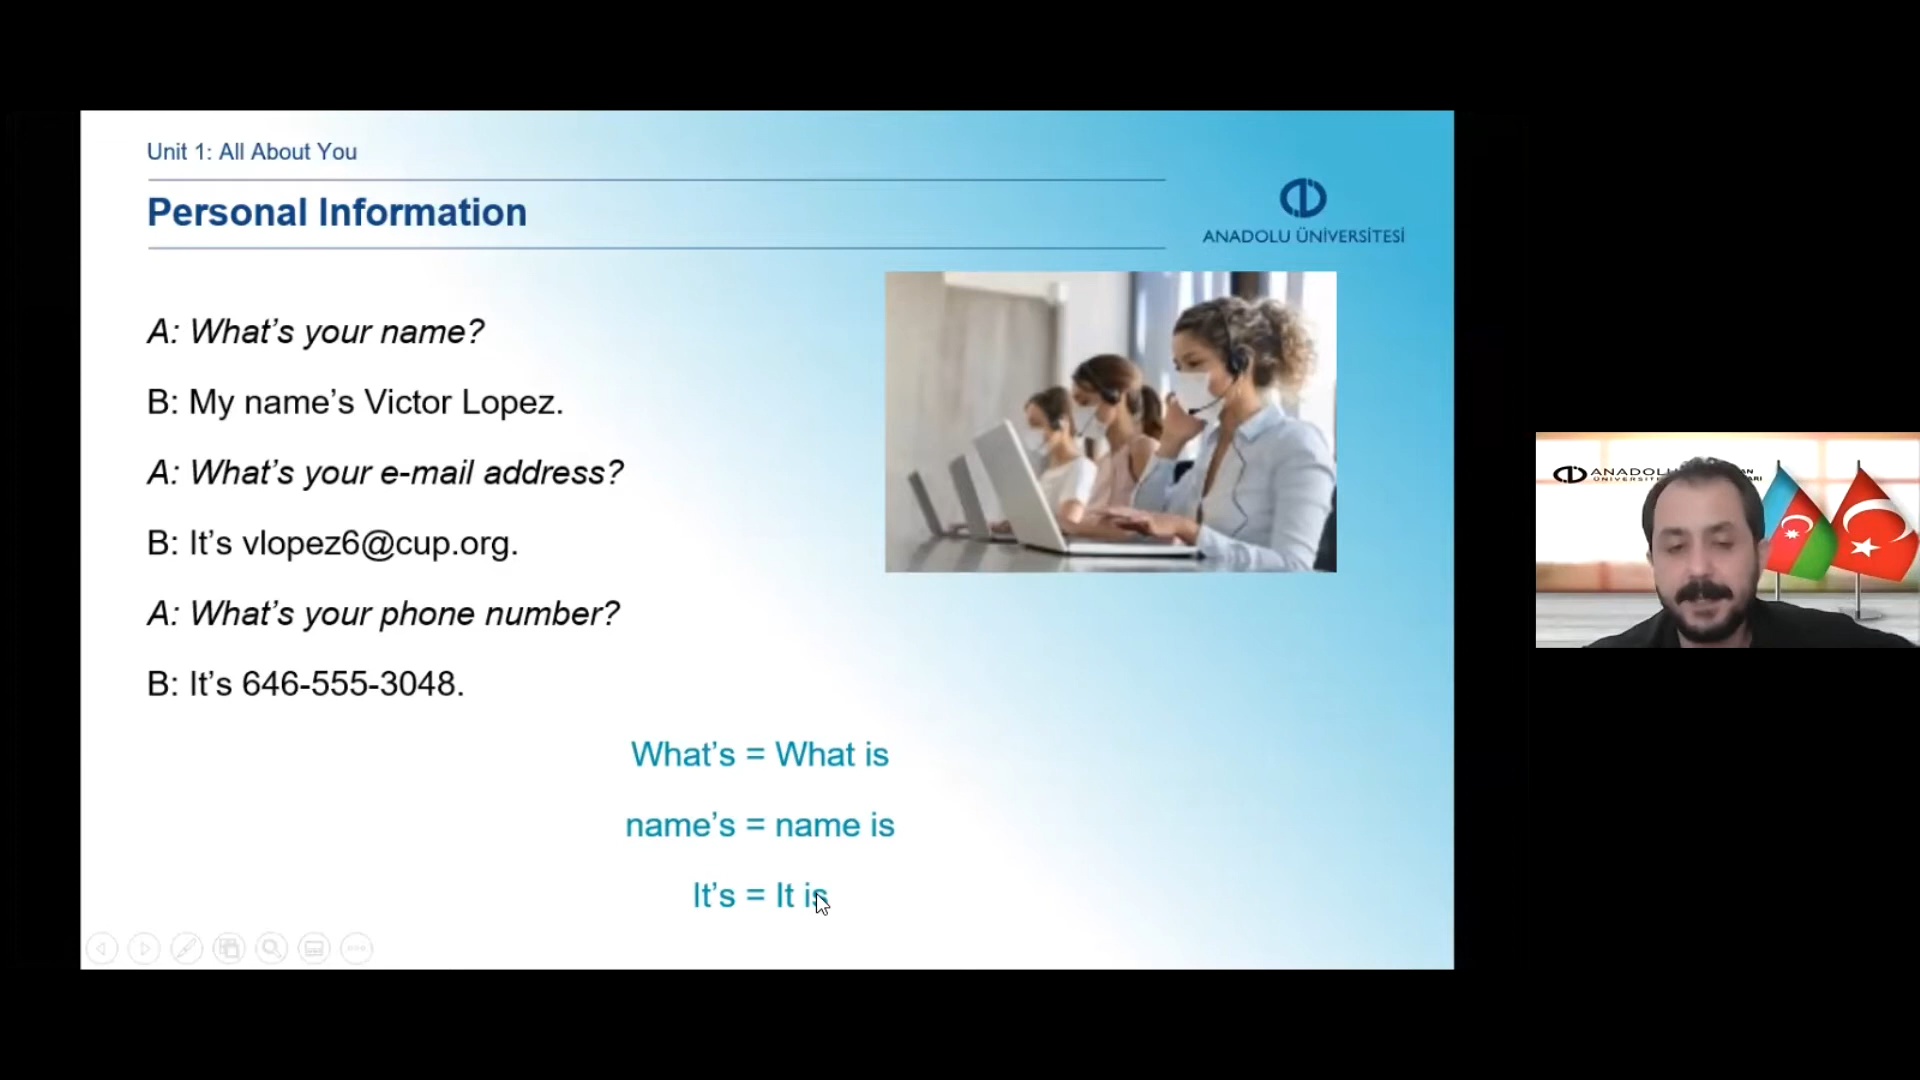 Unit 1: All About You
Personal Information
ANADOLU ÜNİVERSİTESİ
A: What's your name?
B: My name's Victor Lopez.
A: What's your e-mail address?
B: It's vlopez6@cup.org.
A: What's your phone number?
B: It's 646-555-3048.
What's = What is
name's = name is
It's = It is
ANADOLU